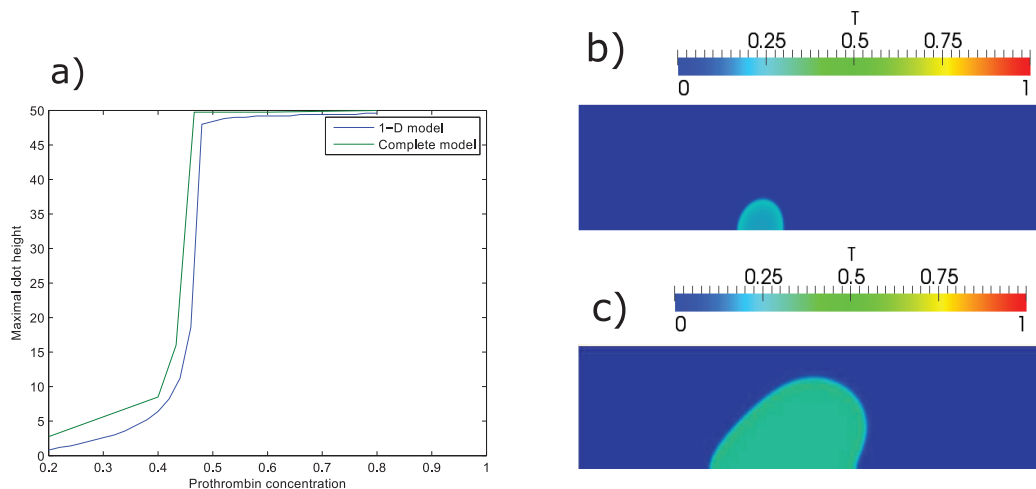 a)
50
45
40
35
30
25
20
15
10
5
0
Maximal clot height
1-D model
Complete model
0.2 0.3 0.4 0.5 0.6 0.7 0.8 0.9 1
Prothrombin concentration
b)
T
0.25 0.5 0.75
0 1
c)
T
0.25 0.5 0.75
0 1